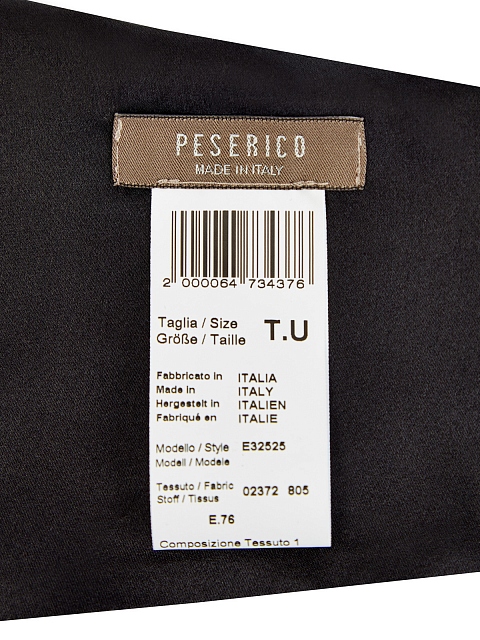 PESERICO
MADE IN ITALY
2 000064 734376
Taglia / Size T.U
Größe / Taille
Fabbricato in ITALIA
Made in ITALY
Hergestelt in ITALIEN
Fabriqué en ITALIE
Modello / Style E32525
Modell / Modele
Tessuto / Fabric 02372 805
Stoff / Tissus
E.76
Composizione Tessuto 1